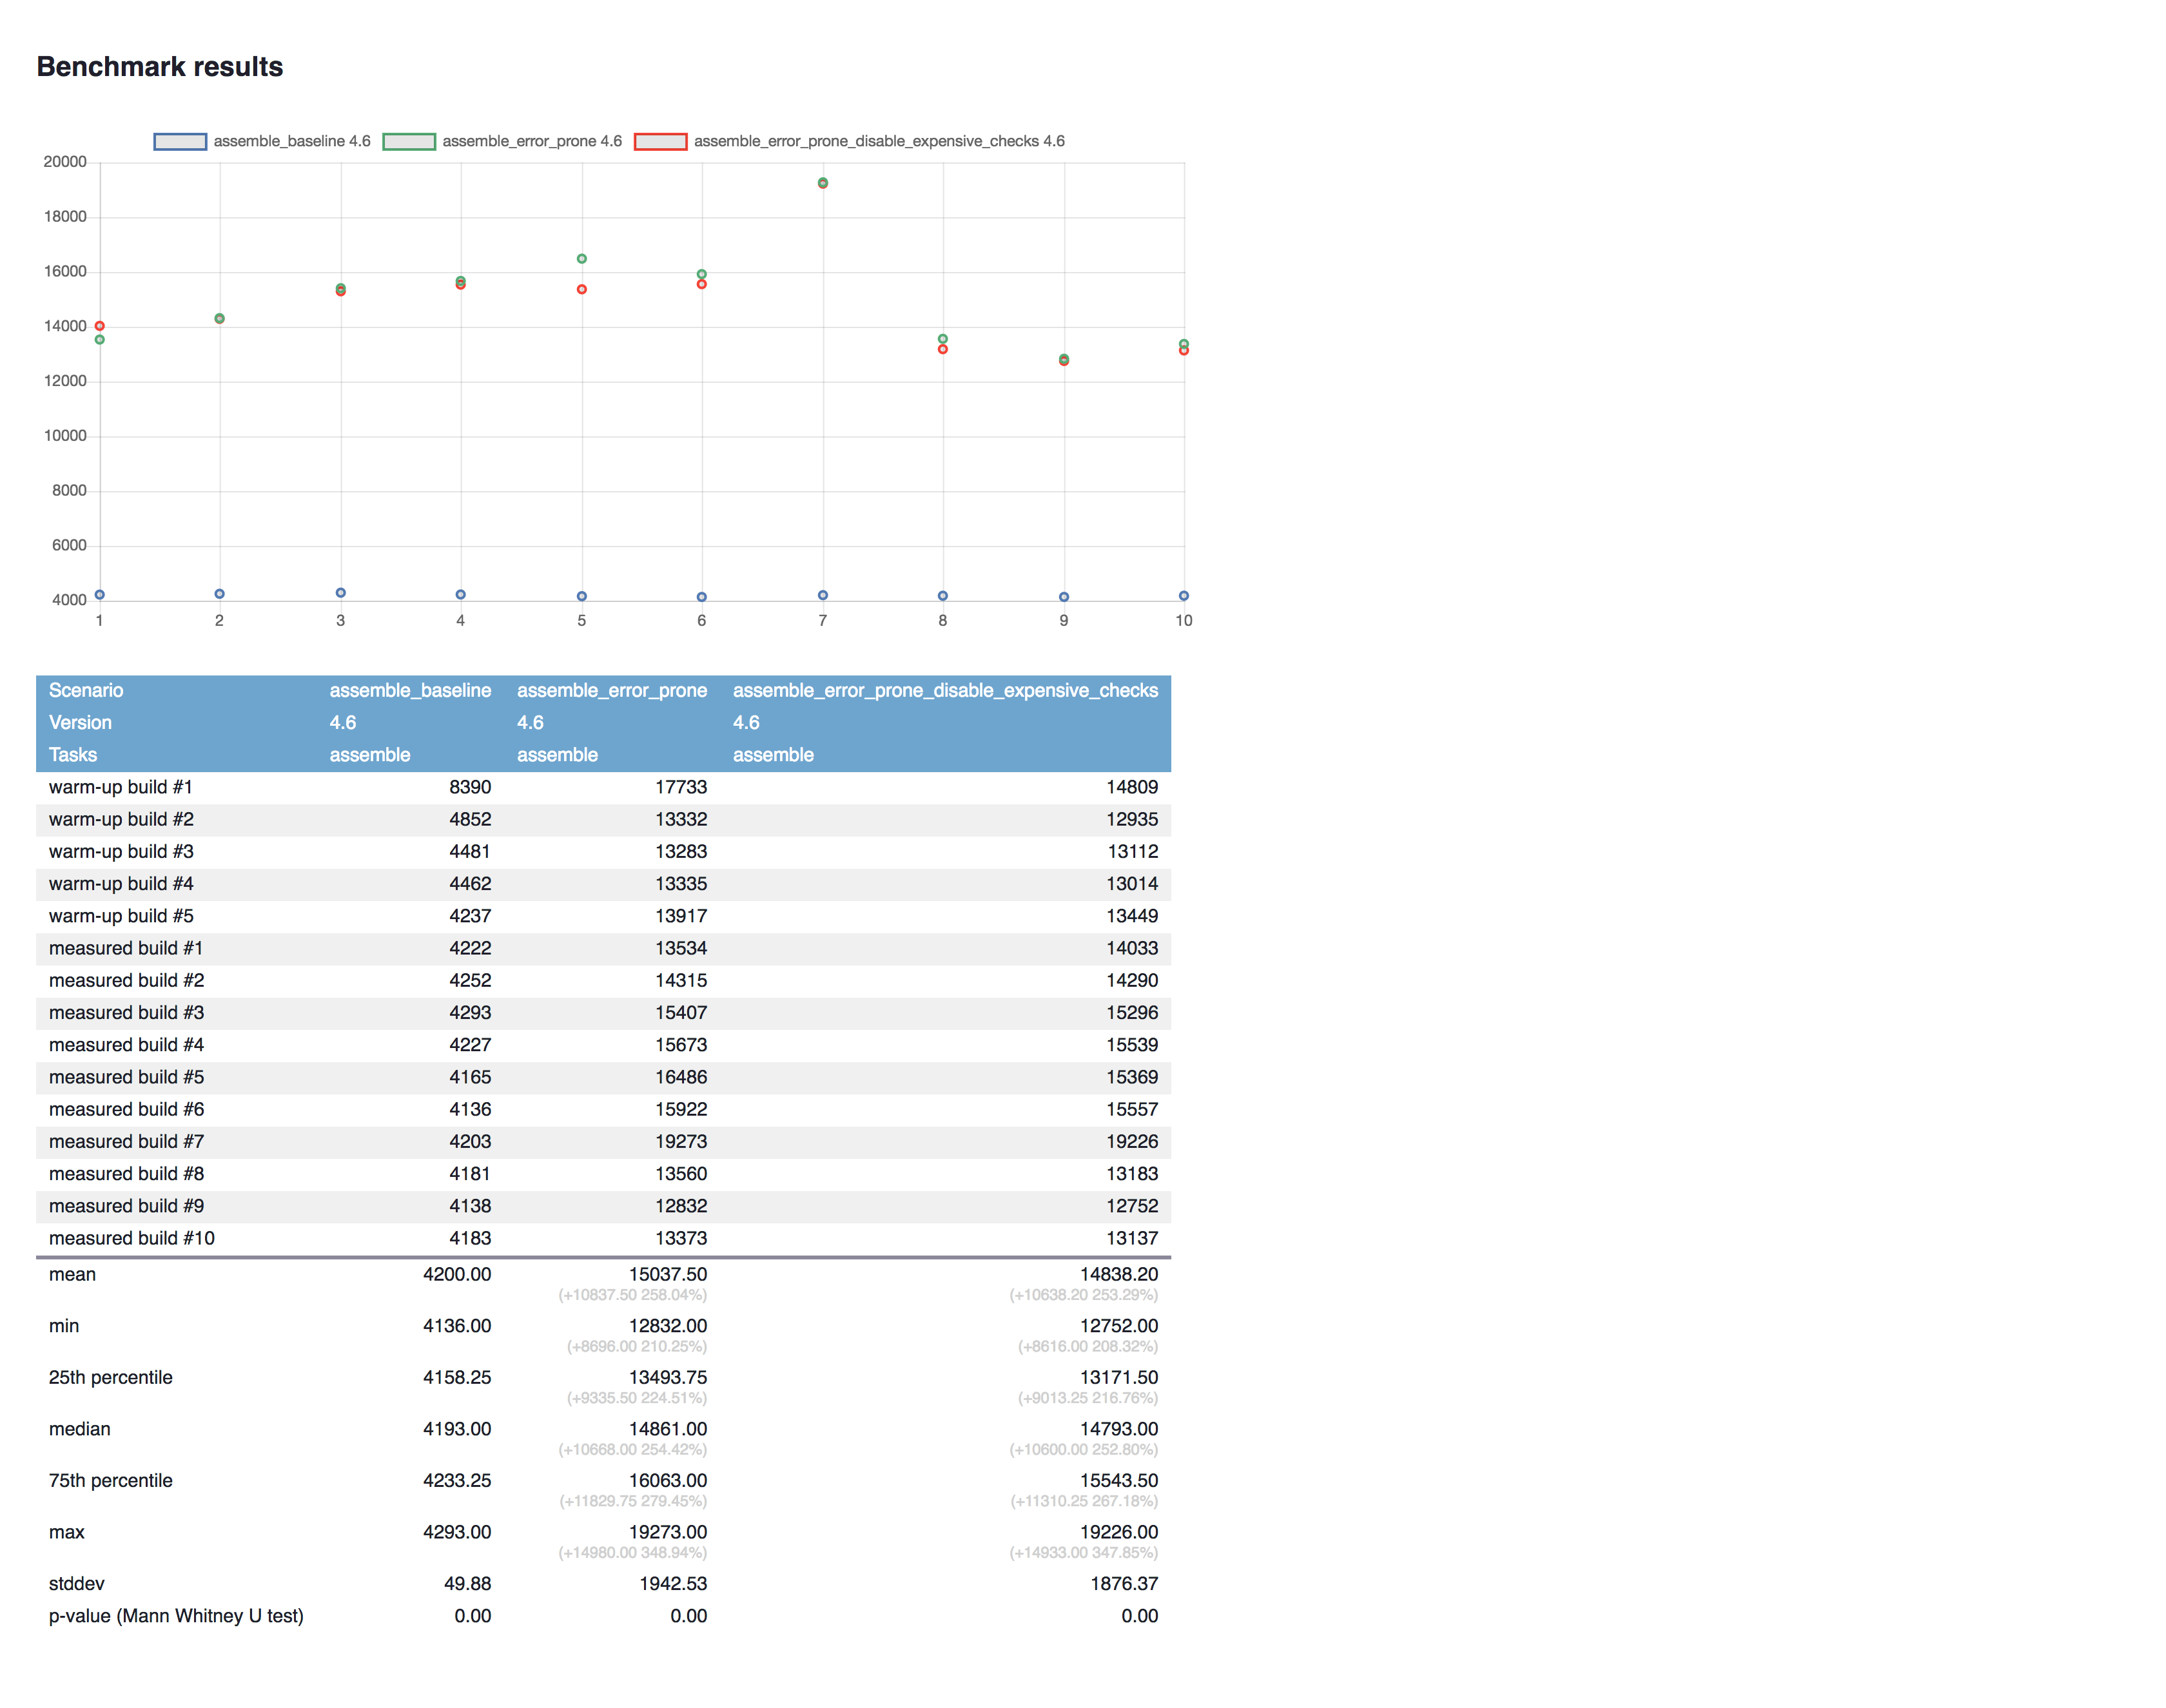 Benchmark results
assemble_baseline 4.6 assemble_error_prone 4.6 assemble_error_prone_disable_expensive_checks 4.6
20000
18000
16000
14000
12000
10000
8000
6000
4000
1 2 3 4 5 6 7 8 9 10
Scenario assemble_baseline assemble_error_prone assemble_error_prone_disable_expensive_checks
Version 4.6 4.6 4.6
Tasks assemble assemble assemble
warm-up build #1 8390 17733 14809
warm-up build #2 4852 13332 12935
warm-up build #3 4481 13283 13112
warm-up build #4 4462 13335 13014
warm-up build #5 4237 13917 13449
measured build #1 4222 13534 14033
measured build #2 4252 14315 14290
measured build #3 4293 15407 15296
measured build #4 4227 15673 15539
measured build #5 4165 16486 15369
measured build #6 4136 15922 15557
measured build #7 4203 19273 19226
measured build #8 4181 13560 13183
measured build #9 4138 12832 12752
measured build #10 4183 13373 13137
mean 4200.00 15037.50 14838.20
(+10837.50 258.04%) (+10638.20 253.29%)
min 4136.00 12832.00 12752.00
(+8696.00 210.25%) (+8616.00 208.32%)
25th percentile 4158.25 13493.75 13171.50
(+9335.50 224.51%) (+9013.25 216.76%)
median 4193.00 14861.00 14793.00
(+10668.00 254.42%) (+10600.00 252.80%)
75th percentile 4233.25 16063.00 15543.50
(+11829.75 279.45%) (+11310.25 267.18%)
max 4293.00 19273.00 19226.00
(+14980.00 348.94%) (+14933.00 347.85%)
stddev 49.88 1942.53 1876.37
p-value (Mann Whitney U test) 0.00 0.00 0.00